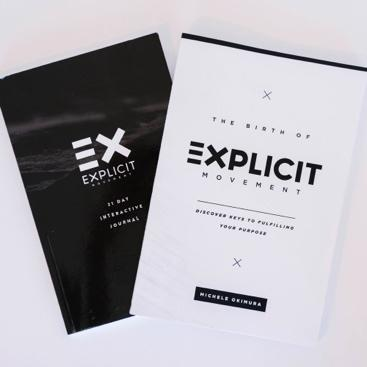 EX
EXPLICIT
MOVEMENT
21 DAY
INTERACTIVE
JOURNAL
THE BIRTH OF
EXPLICIT
MOVEMENT
DISCOVER KEYS TO FULFILLING
YOUR PURPOSE
MICHELE OKIMURA